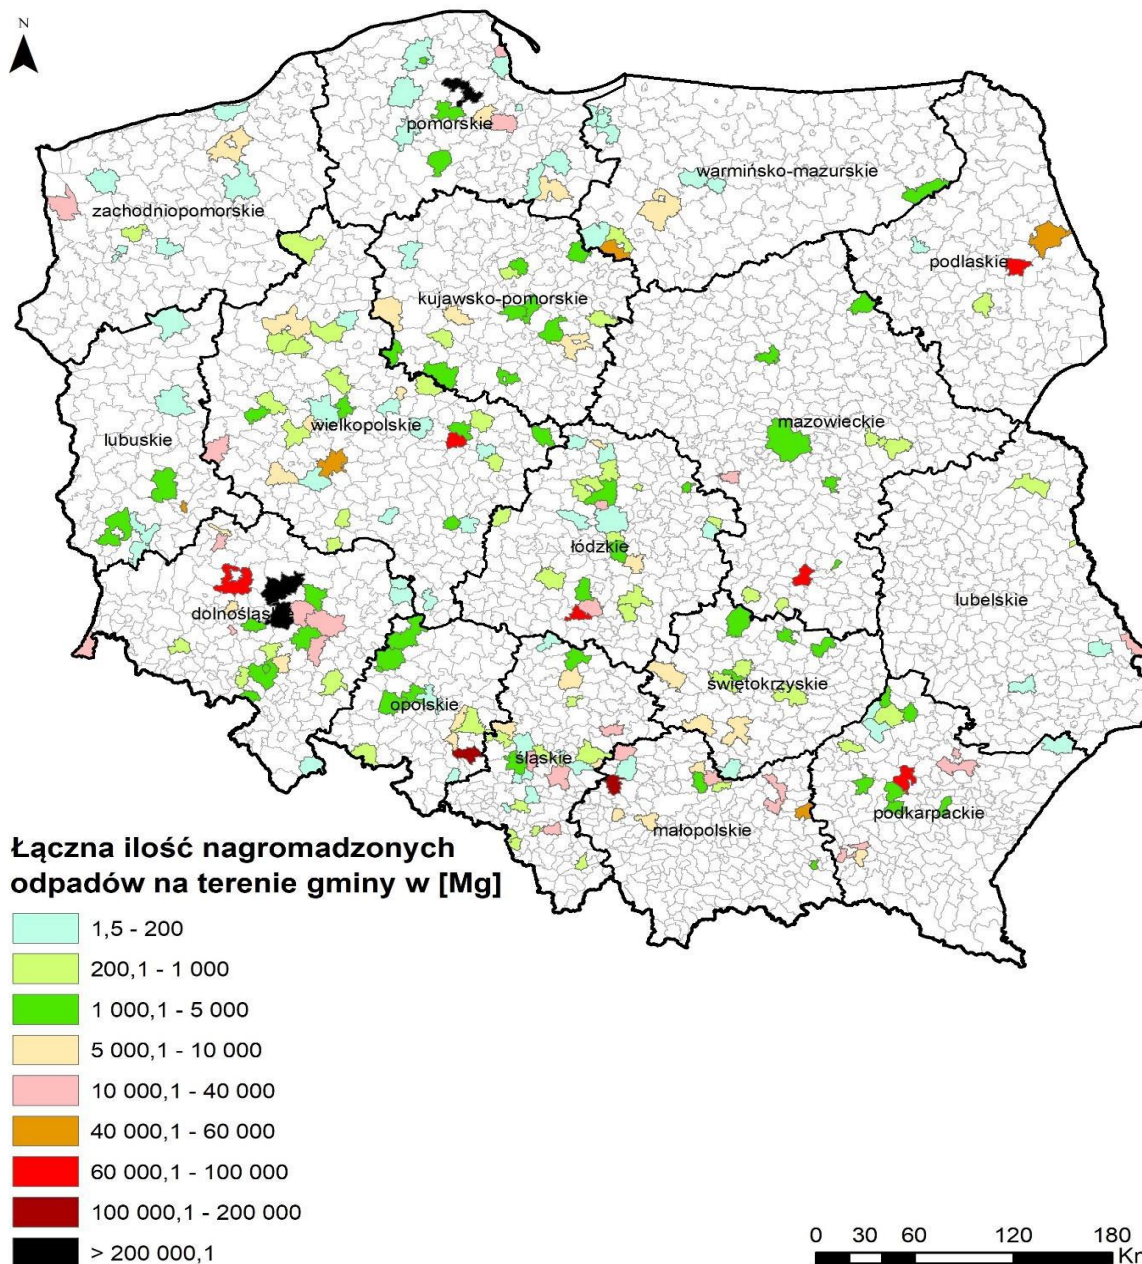 N
pomorskie
warmińsko-mazurskie
zachodniopomorskie
podlaskie
kujawsko-pomorskie
mazowieckie
wielkopolskie
lubuskie
łódzkie
lubelskie
dolnośląskie
świętokrzyskie
opolskie
śląskie
podkarpackie
małopolskie
Łączna ilość nagromadzonych
odpadów na terenie gminy w [Mg]
1,5 - 200
200,1 - 1 000
1 000,1 - 5 000
5 000,1 - 10 000
10 000,1 - 40 000
40 000,1 - 60 000
60 000,1 - 100 000
100 000,1 - 200 000
> 200 000,1
0 30 60 120 180
Km